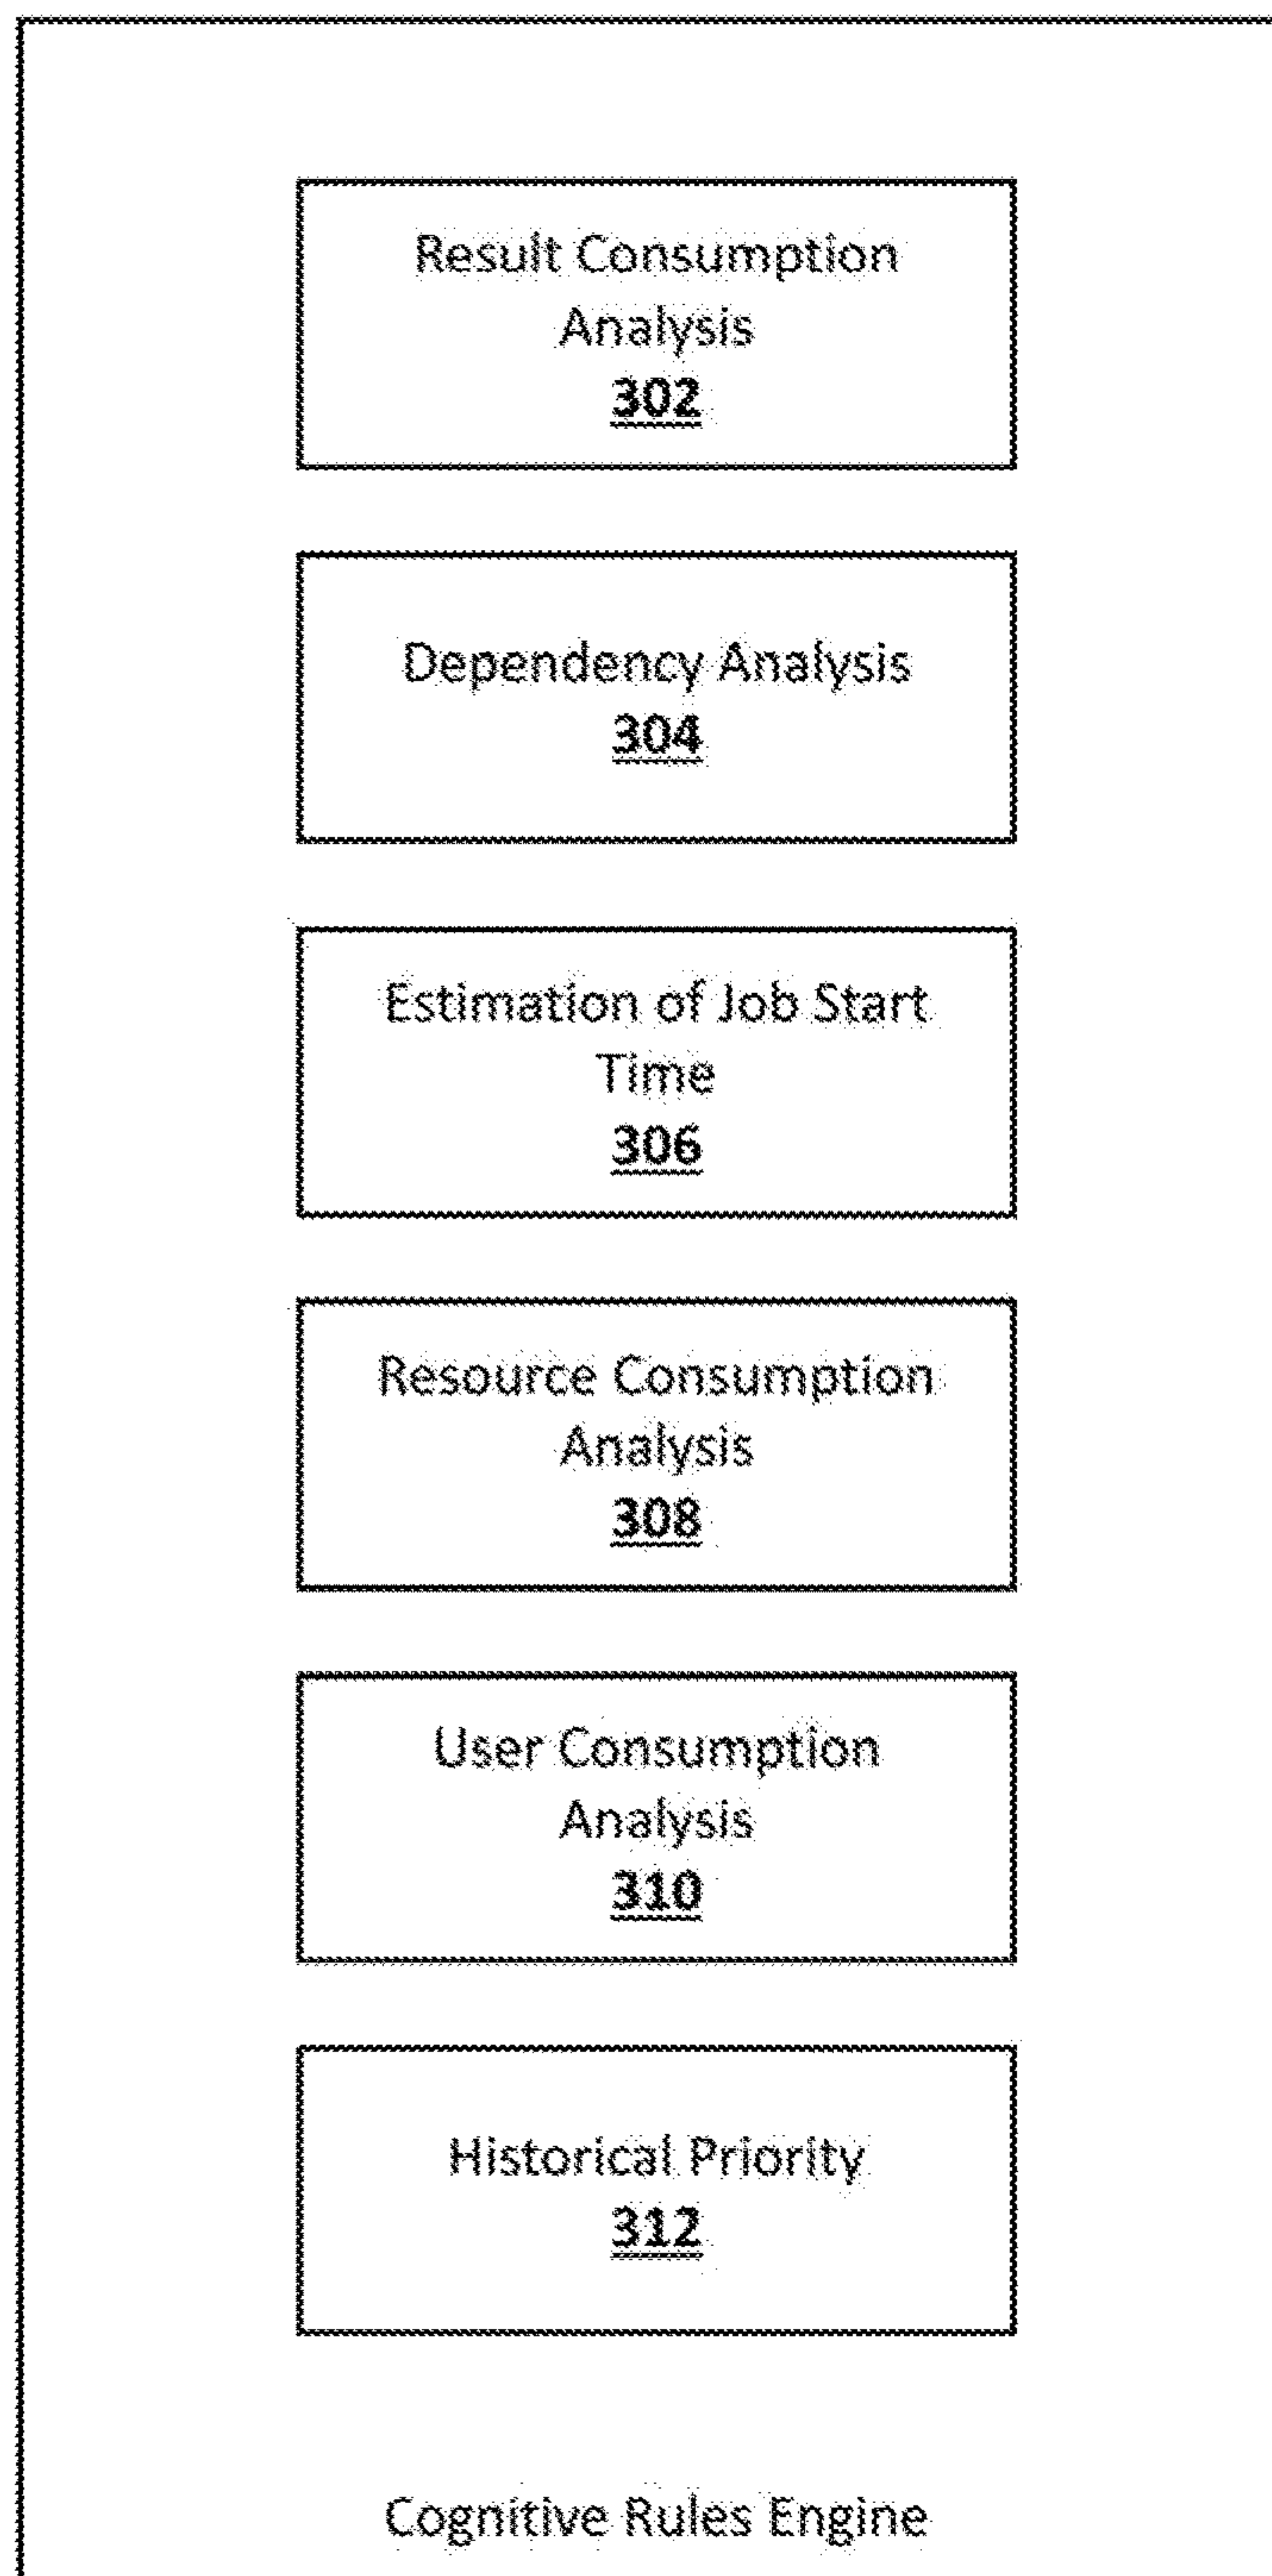 Result Consumption
Analysis
302
Dependency Analysis
304
Estimation of Job Start
Time
306
Resource Consumption
Analysis
308
User Consumption
Analysis
310
Historical Priority
312
Cognitive Rules Engine